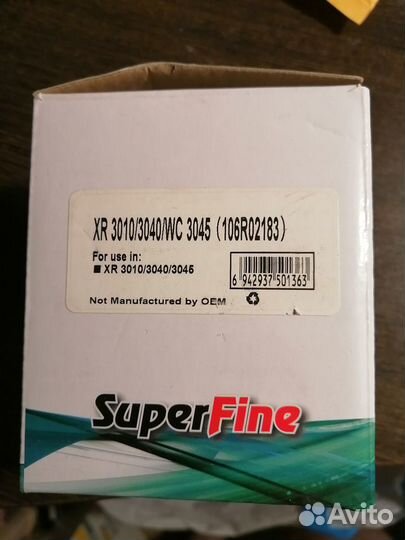 XR 3010/3040/WC 3045 (106R02183)
For use in:
■ XR 3010/3040/3045
6 942937 501363
Not Manufactured by OEM
SuperFine
Avito